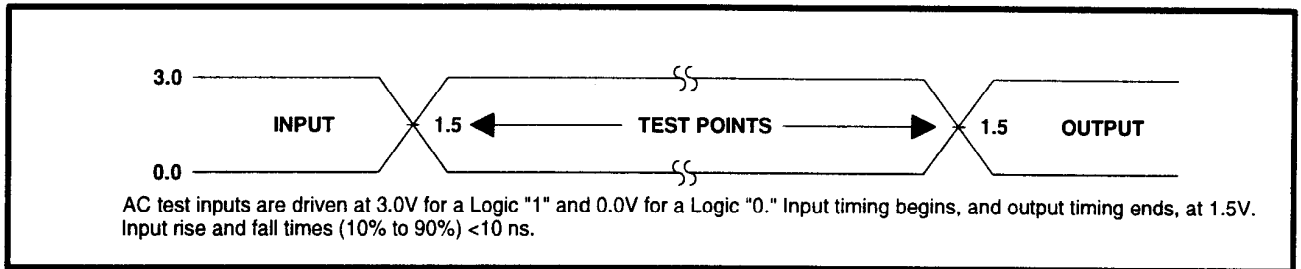 3.0
INPUT 1.5 TEST POINTS 1.5 OUTPUT
0.0
AC test inputs are driven at 3.0V for a Logic "1" and 0.0V for a Logic "0." Input timing begins, and output timing ends, at 1.5V.
Input rise and fall times (10% to 90%) <10 ns.